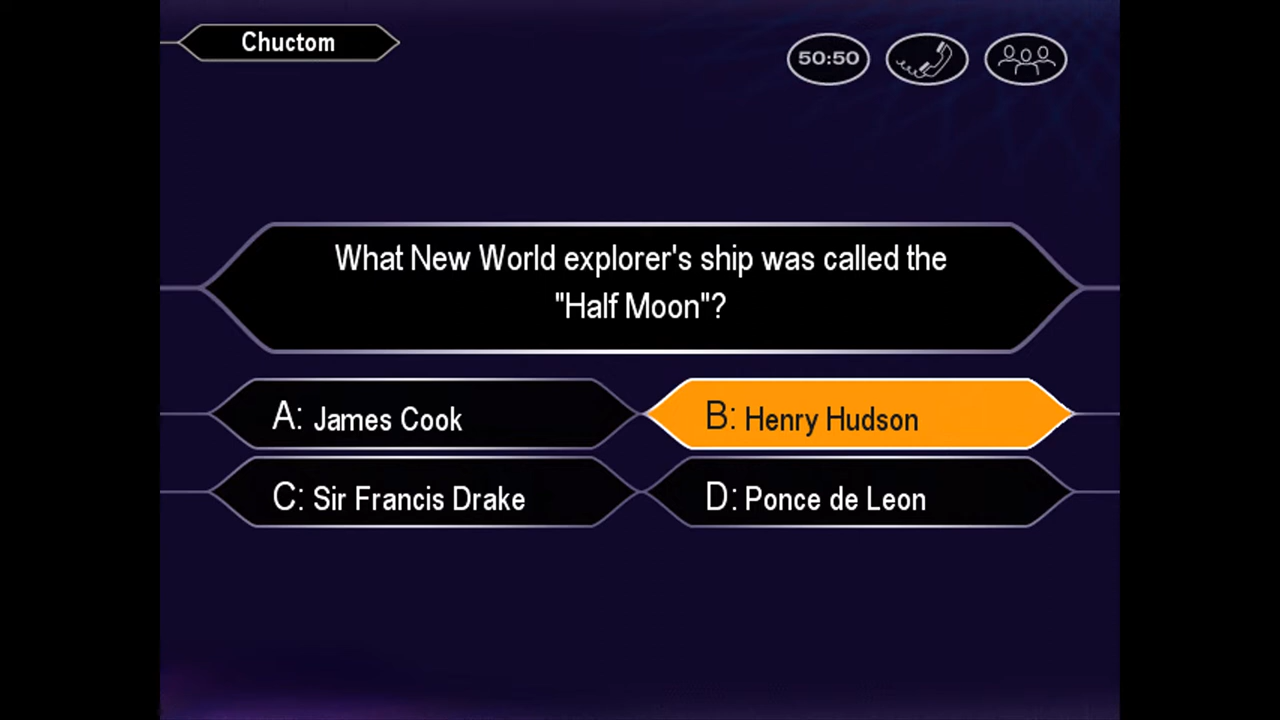 Chuctom
50:50
What New World explorer's ship was called the
"Half Moon"?
A: James Cook
B: Henry Hudson
C: Sir Francis Drake
D: Ponce de Leon